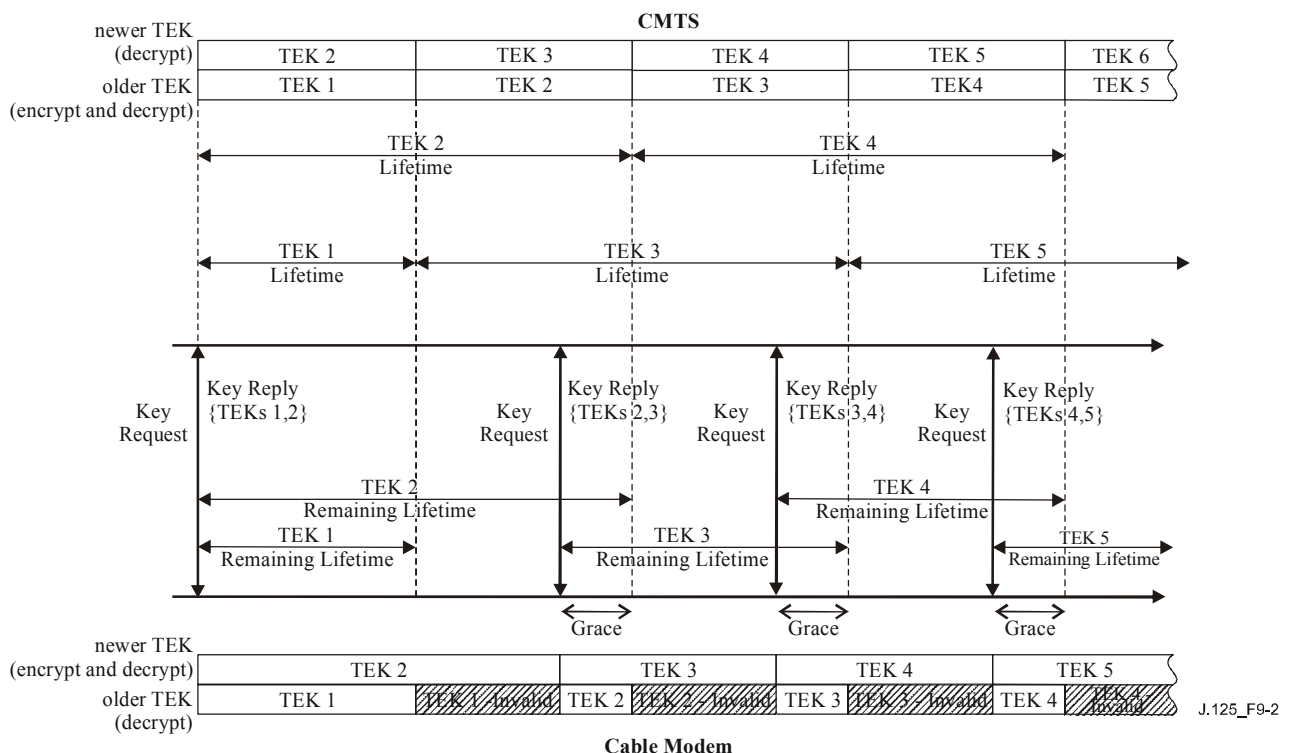 CMTS
newer TEK
(decrypt)
TEK 2
TEK 3
TEK 4
TEK 5
TEK 6
older TEK
(encrypt and decrypt)
TEK 1
TEK 2
TEK 3
TEK4
TEK 5
TEK 2
Lifetime
TEK 4
Lifetime
TEK 1
Lifetime
TEK 3
Lifetime
TEK 5
Lifetime
Key
Request
Key Reply
{TEKs 1,2}
Key
Request
Key Reply
{TEKs 2,3}
Key
Request
Key Reply
{TEKs 3,4}
Key
Request
Key Reply
{TEKs 4,5}
TEK 2
Remaining Lifetime
TEK 4
Remaining Lifetime
TEK 1
Remaining Lifetime
TEK 3
Remaining Lifetime
TEK 5
Remaining Lifetime
Grace
Grace
Grace
newer TEK
(encrypt and decrypt)
TEK 2
TEK 3
TEK 4
TEK 5
older TEK
(decrypt)
TEK 1
TEK 1 -Invalid
TEK 2
TEK 2 - Invalid
TEK 3
TEK 3 - Invalid
TEK 4
TEK 4 -
Invalid
J.125_F9-2
Cable Modem